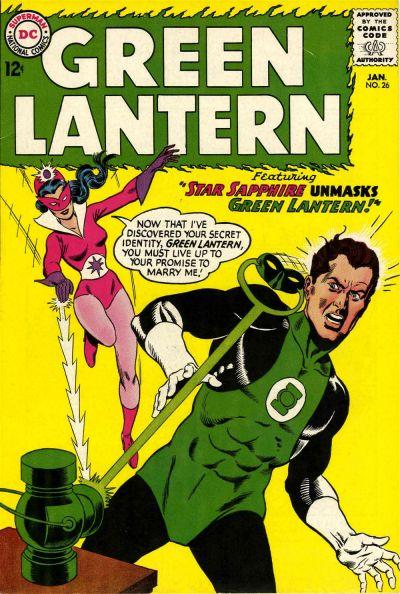 SUPERMAN
DC
NATIONAL COMICS
12¢
APPROVED
BY THE
COMICS
CODE
CA
AUTHORITY
JAN.
NO. 26
GREEN
LANTERN
Featuring
"STAR SAPPHIRE UNMASKS
GREEN LANTERN!"
NOW THAT I'VE
DISCOVERED YOUR SECRET
IDENTITY, GREEN LANTERN,
YOU MUST LIVE UP TO
YOUR PROMISE TO
MARRY ME!